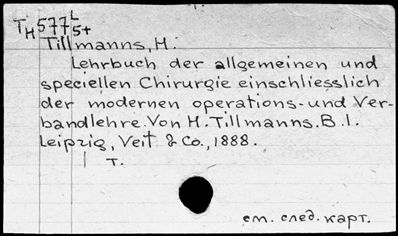 TH577 L
5+
Tillmanns, H.
Lehrbuch der allgemeinen und
speciellen Chirurgie einschliesslich
der modernen operations- und Ver-
bandlehre. Von H. Tillmanns. B. I.
Leipzig, Veit & Co., 1888.
| т.
см. след. карт.